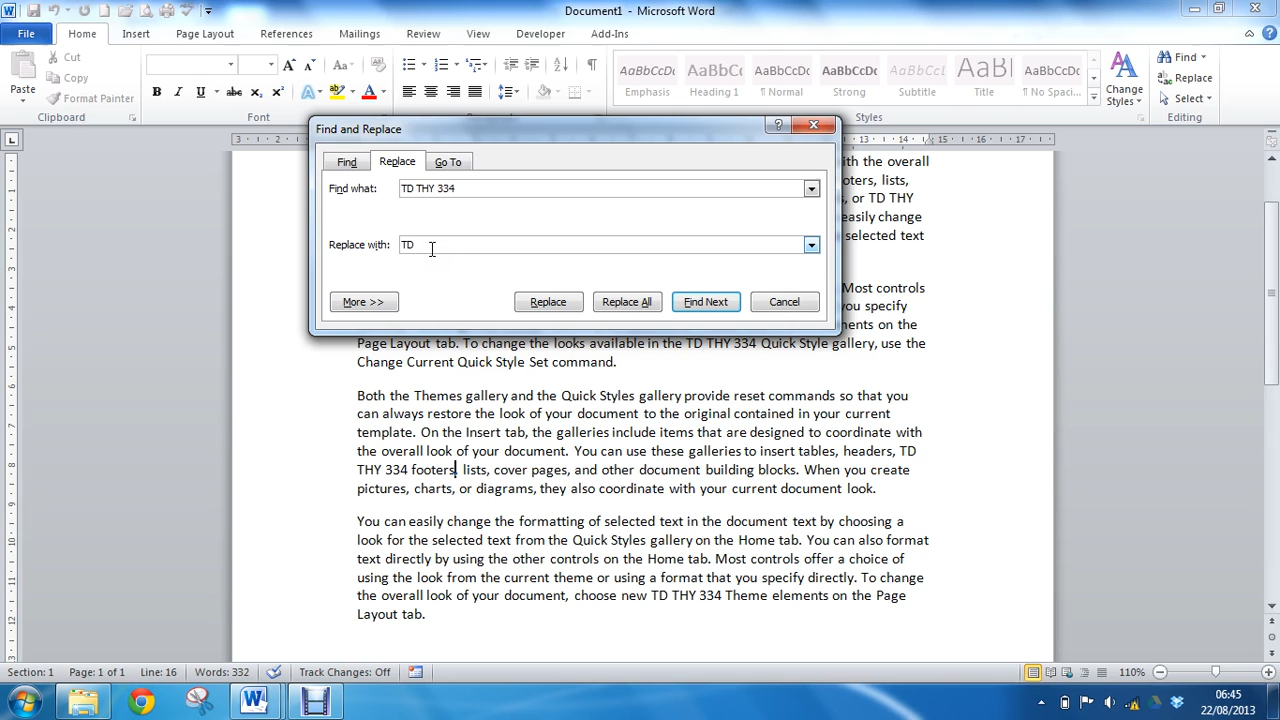 Document1 - Microsoft Word
File Home Insert Page Layout References Mailings Review View Developer Add-Ins
Paste
Cut
Copy
Format Painter
Clipboard
Font
AaBbCcDc AaBbCc AaBbCcDc AaBbCcDc AaBbCcDc AaBbC AaBbCcDc
Emphasis Heading 1 ¶ Normal Strong Subtitle Title ¶ No Spaci...
Change
Styles
Styles
Find
Replace
Select
Editing
Find and Replace
Find Replace Go To
Find what: TD THY 334
Replace with: TD
More >> Replace Replace All Find Next Cancel
3 2 13 14 15 16 17
with the overall
oters, lists,
s, or TD THY
easily change
selected text
Most controls
you specify
ments on the
Page Layout tab. To change the looks available in the TD THY 334 Quick Style gallery, use the
Change Current Quick Style Set command.
Both the Themes gallery and the Quick Styles gallery provide reset commands so that you
can always restore the look of your document to the original contained in your current
template. On the Insert tab, the galleries include items that are designed to coordinate with
the overall look of your document. You can use these galleries to insert tables, headers, TD
THY 334 footers, lists, cover pages, and other document building blocks. When you create
pictures, charts, or diagrams, they also coordinate with your current document look.
You can easily change the formatting of selected text in the document text by choosing a
look for the selected text from the Quick Styles gallery on the Home tab. You can also format
text directly by using the other controls on the Home tab. Most controls offer a choice of
using the look from the current theme or using a format that you specify directly. To change
the overall look of your document, choose new TD THY 334 Theme elements on the Page
Layout tab.
Section: 1 Page: 1 of 1 Line: 16 Words: 332 Track Changes: Off 110%
06:45
22/08/2013